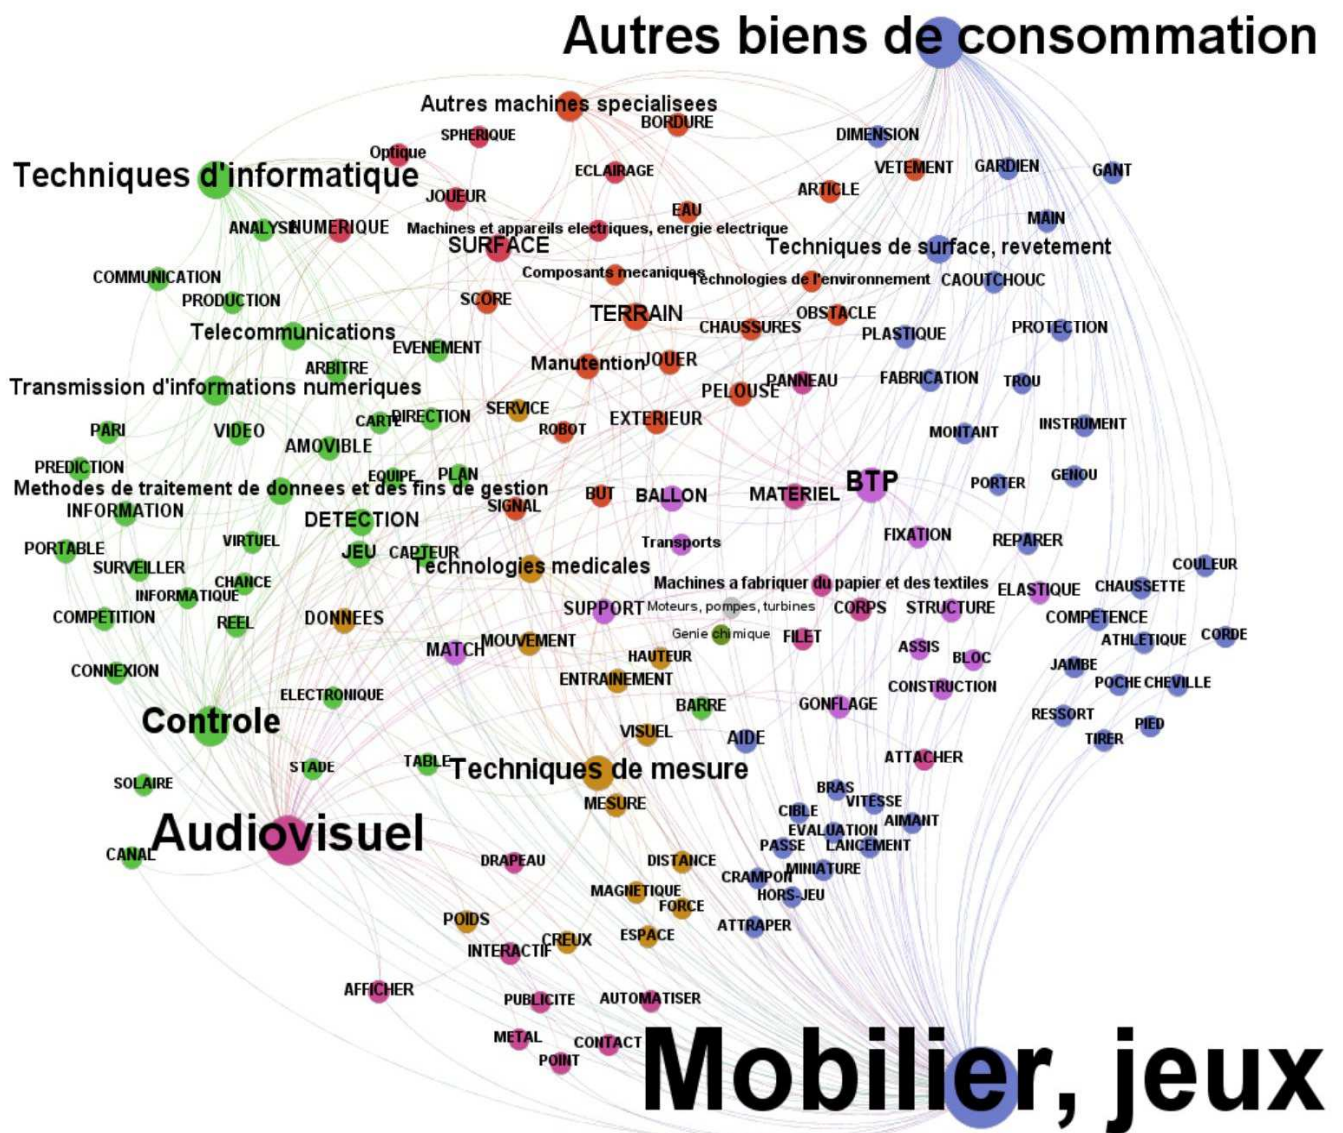 Autres biens de consommation
Autres machines specialisees
BORDURE
SPHERIQUE
DIMENSION
Optique
Techniques d'informatique
ECLAIRAGE
VETEMENT
GARDIEN
GANT
ARTICLE
JOUEUR
EAU
MAIN
ANALYSE
NUMERIQUE
Machines et appareils electriques, energie electrique
SURFACE
Techniques de surface, revetement
COMMUNICATION
Composants mecaniques
Technologies de l'environnement
CAOUTCHOUC
PRODUCTION
SCORE
TERRAIN
OBSTACLE
CHAUSSURES
PLASTIQUE
PROTECTION
Telecommunications
EVENEMENT
ARBITRE
Manutention
JOUER
PANNEAU
FABRICATION
TROU
Transmission d'informations numeriques
PELOUSE
SERVICE
CARTE
DIRECTION
EXTERIEUR
ROBOT
PARI
VIDEO
AMOVIBLE
MONTANT
INSTRUMENT
PREDICTION
EQUIPE
PLAN
BTP
PORTER
GENOU
Methodes de traitement de donnees et des fins de gestion
BUT
BALLON
MATERIEL
INFORMATION
SIGNAL
DETECTION
FIXATION
PORTABLE
VIRTUEL
JEU
CAPTEUR
Transports
REPARER
SURVEILLER
Technologies medicales
COULEUR
CHANCE
Machines a fabriquer du papier et des textiles
ELASTIQUE
CHAUSSETTE
INFORMATIQUE
SUPPORT
Moteurs, pompes, turbines
CORPS
STRUCTURE
COMPETITION
REEL
DONNEES
COMPETENCE
Genie chimique
FILET
MATCH
MOUVEMENT
ASSIS
ATHLETIQUE
CORDE
HAUTEUR
BLOC
JAMBE
CONNEXION
ENTRAINEMENT
CONSTRUCTION
POCHE
CHEVILLE
ELECTRONIQUE
BARRE
GONFLAGE
RESSORT
PIED
Controle
VISUEL
AIDE
TIRER
STADE
TABLE
Techniques de mesure
ATTACHER
SOLAIRE
BRAS
VITESSE
MESURE
CIBLE
AIMANT
Audiovisuel
EVALUATION
PASSE
LANCEMENT
CANAL
DRAPEAU
DISTANCE
MINIATURE
CRAMPON
MAGNETIQUE
HORS-JEU
FORCE
POIDS
ATTRAPER
CREUX
ESPACE
INTERACTIF
AFFICHER
PUBLICITE
AUTOMATISER
METAL
CONTACT
POINT
Mobilier, jeux